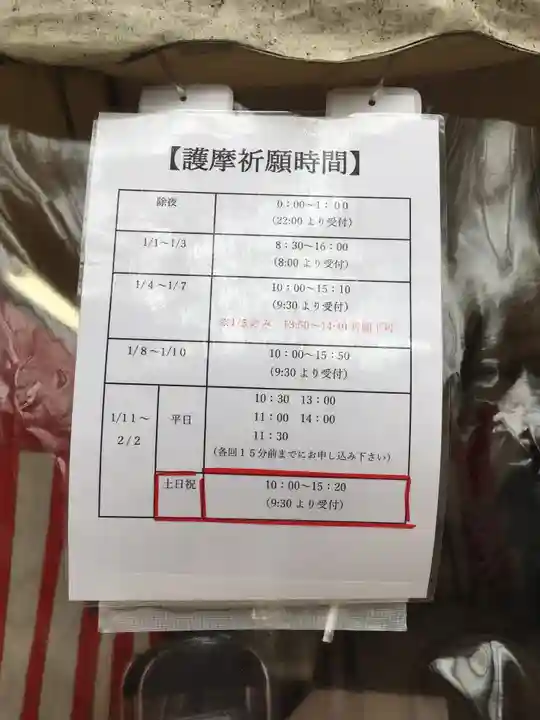 【護摩祈願時間】
除夜
0：00～1：00
(22:00より受付)
1/1～1/3
8：30～16：00
(8:00より受付)
1/4～1/7
10：00～15：10
(9:30より受付)
1/8～1/10
10：00～15：50
(9:30より受付)
1/11～
2/2
平日
10：30 13：00
11：00 14：00
11：30
(各回15分前までにお申し込み下さい)
土日祝
10：00～15：20
(9:30より受付)